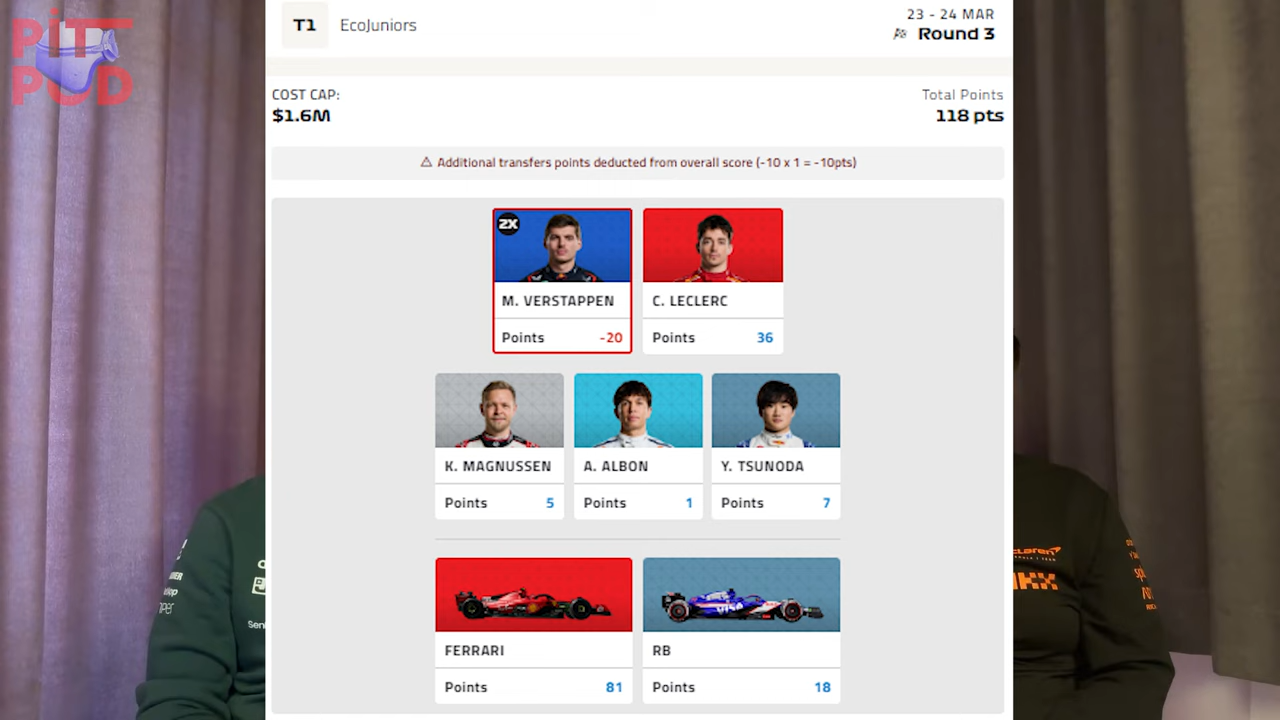 PiT
POD
T1
EcoJuniors
23 - 24 MAR
Round 3
COST CAP:
$1.6M
Total Points
118 pts
Additional transfers points deducted from overall score (-10 x 1 = -10pts)
2X
M. VERSTAPPEN
Points -20
C. LECLERC
Points 36
K. MAGNUSSEN
Points 5
A. ALBON
Points 1
Y. TSUNODA
Points 7
FERRARI
Points 81
VISA
RB
Points 18
McLaren